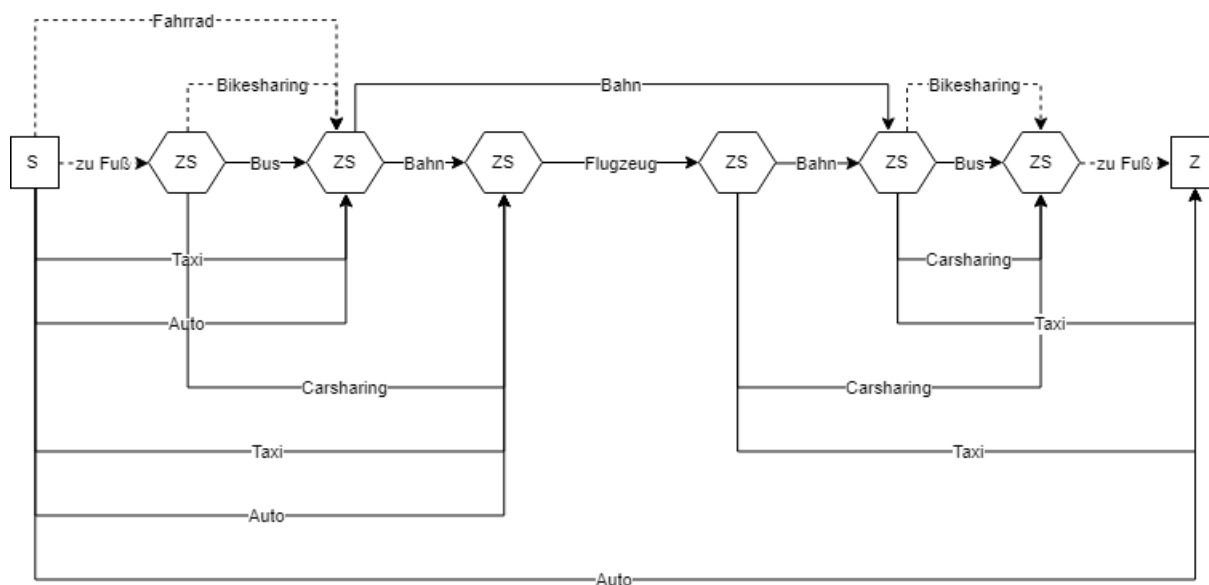 Fahrrad
Bikesharing
Bahn
Bikesharing
S
zu Fuß
ZS
Bus
ZS
Bahn
ZS
Flugzeug
ZS
Bahn
ZS
Bus
ZS
zu Fuß
Z
Taxi
Carsharing
Auto
Taxi
Carsharing
Carsharing
Taxi
Taxi
Auto
Auto